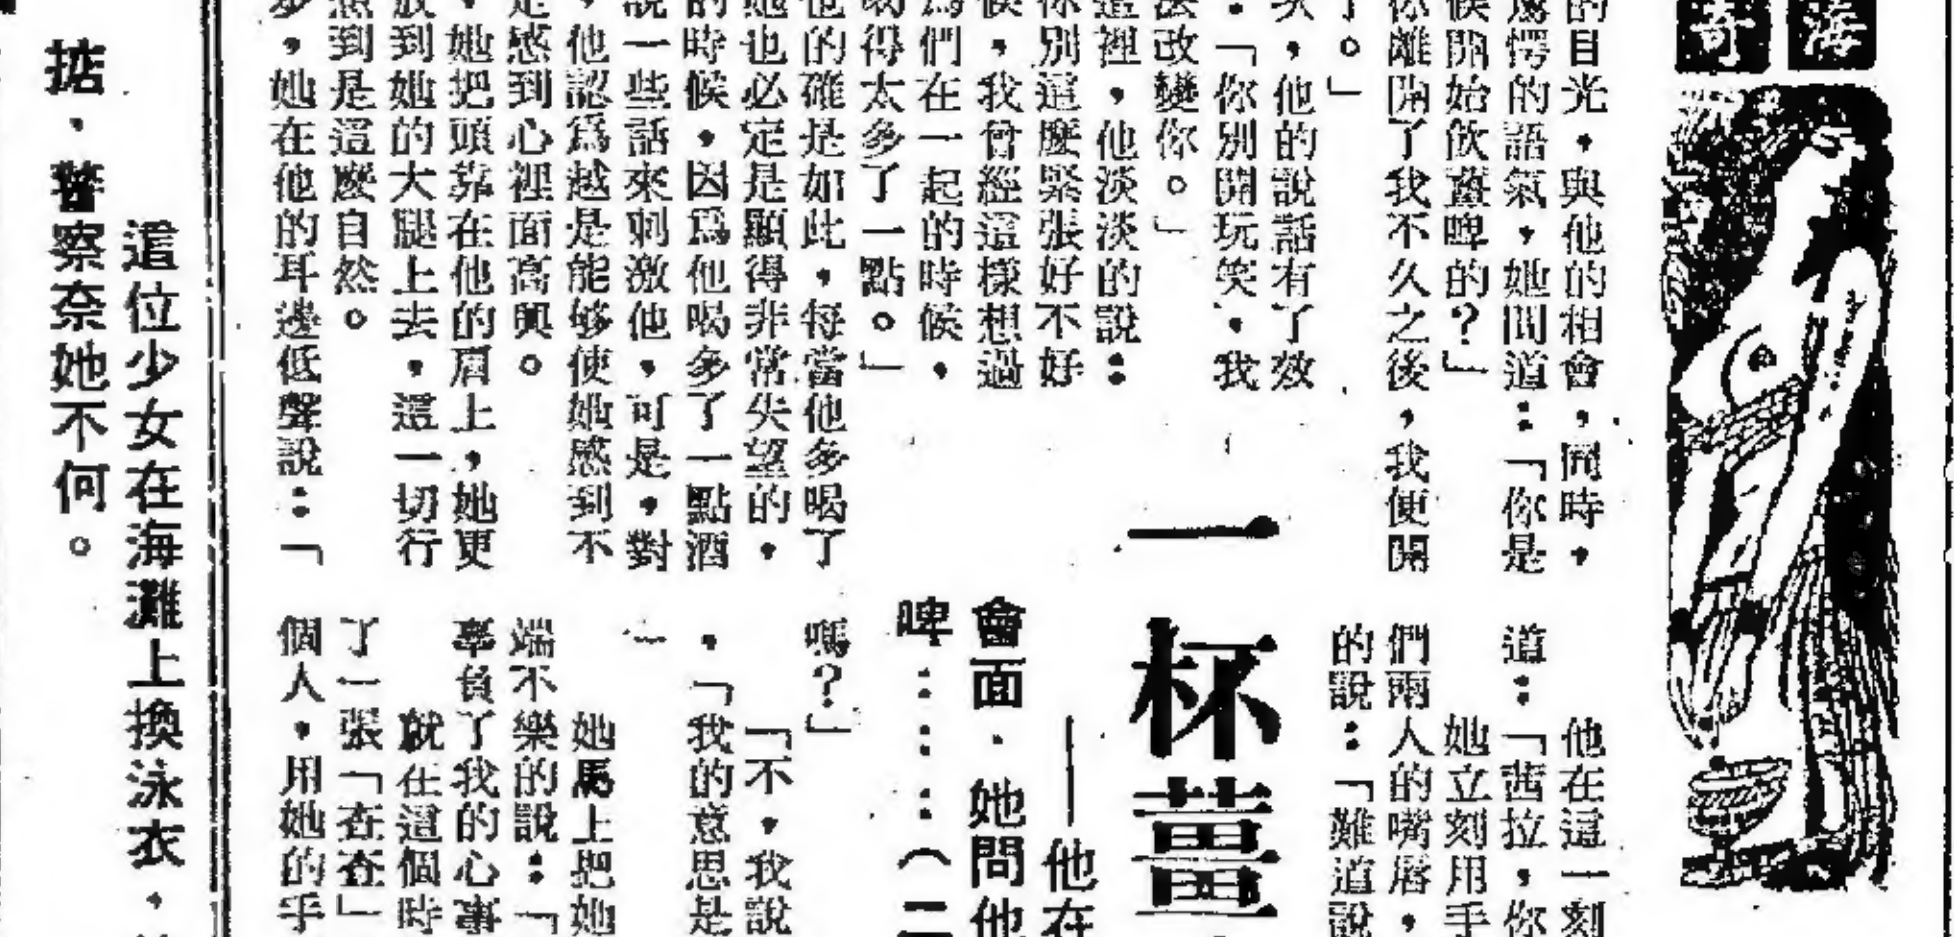 海
奇
的目光，與他的相會，同時，
愕的語氣，她問道：「你是
候開始飲薑啤的？」
你離開了我不久之後，我便開
了。」
次，他的說話有了效
：「你別開玩笑，我
法改變你。」
這裡，他淡淡的說：
你別這麼緊張好不好
候，我曾經這樣想過
為們在一起的時候，
得太多了一點。」
他的確是如此，每當他多喝了
她也必定是顯得非常失望的，
的時候，因爲他喝多了一點酒
說一些話來刺激他，可是，對
，他認爲越是能够使她感到不
是感到心裡面高興。
，她把頭靠在他的肩上，她更
放到她的大腿上去，這一切行
到是這麼自然。
，她在他的耳邊低聲說：「
他在這一刻
道：「茜拉，你
她立刻用手
們兩人的嘴唇，
的說：「難道說
一杯薑
——他在
會面．她問他
啤………（二
嗎？」
「不，我說
，「我的意思是
她馬上把她
端不樂的說：「
辜負了我的心事
就在這個時
了一張「查查」
個人，用她的手
這位少女在海灘上換泳衣，
掂，警察奈她不何。